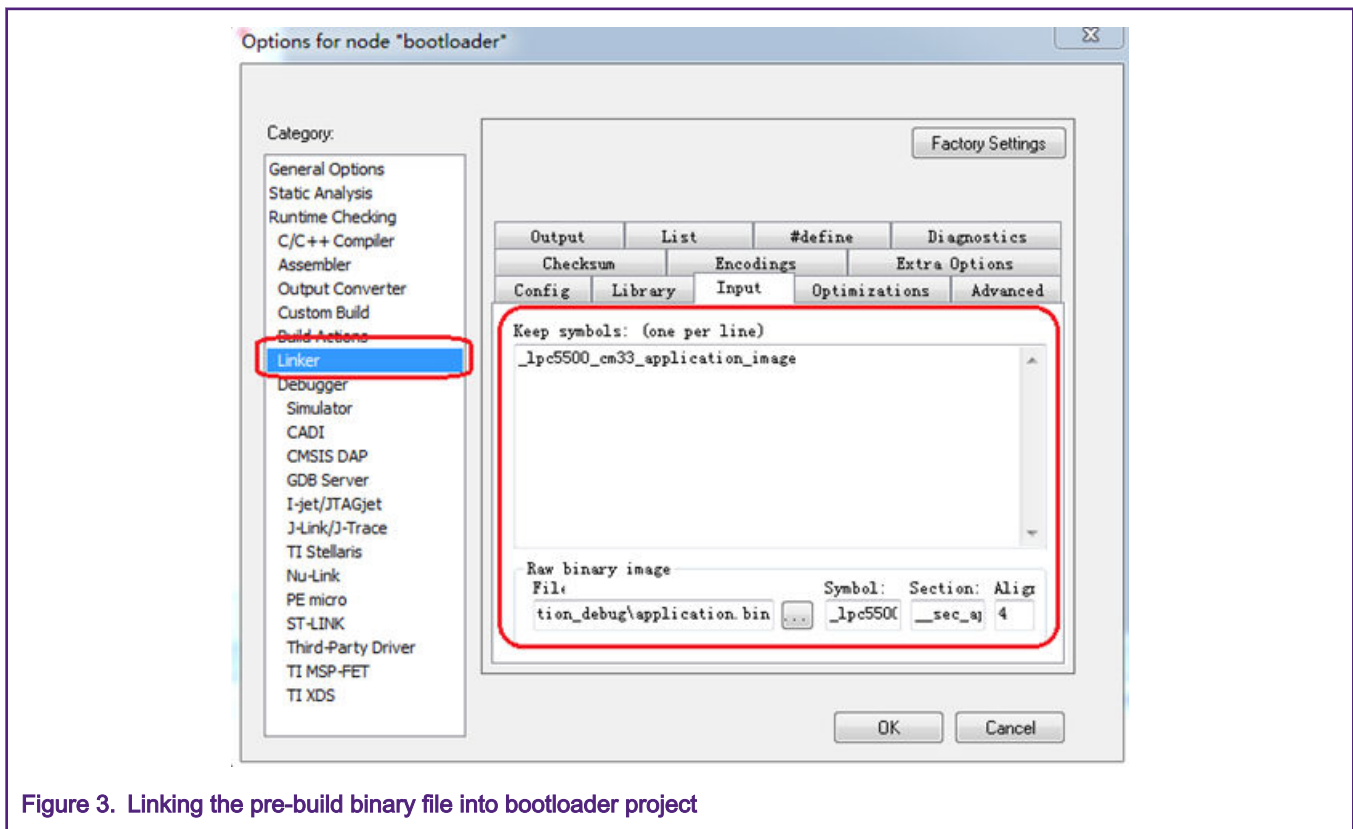 Options for node "bootloader"
Category:
Factory Settings
General Options
Static Analysis
Runtime Checking
C/C++ Compiler
Assembler
Output Converter
Custom Build
Build Actions
Linker
Debugger
Simulator
CADI
CMSIS DAP
GDB Server
I-jet/JTAGjet
J-Link/J-Trace
TI Stellaris
Nu-Link
PE micro
ST-LINK
Third-Party Driver
TI MSP-FET
TI XDS
Output List #define Diagnostics
Checksum Encodings Extra Options
Config Library Input Optimizations Advanced
Keep symbols: (one per line)
_lpc5500_cm33_application_image
Raw binary image
File Symbol: Section: Align
tion_debug\application.bin ... _lpc550( __sec_a 4
OK Cancel
Figure 3. Linking the pre-build binary file into bootloader project